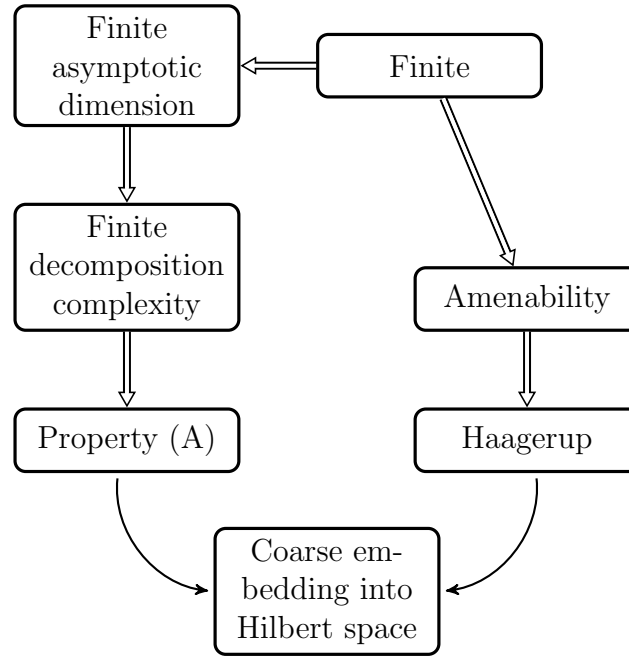 Finite
asymptotic
dimension
Finite
Finite
decomposition
complexity
Amenability
Property (A)
Haagerup
Coarse em-
bedding into
Hilbert space